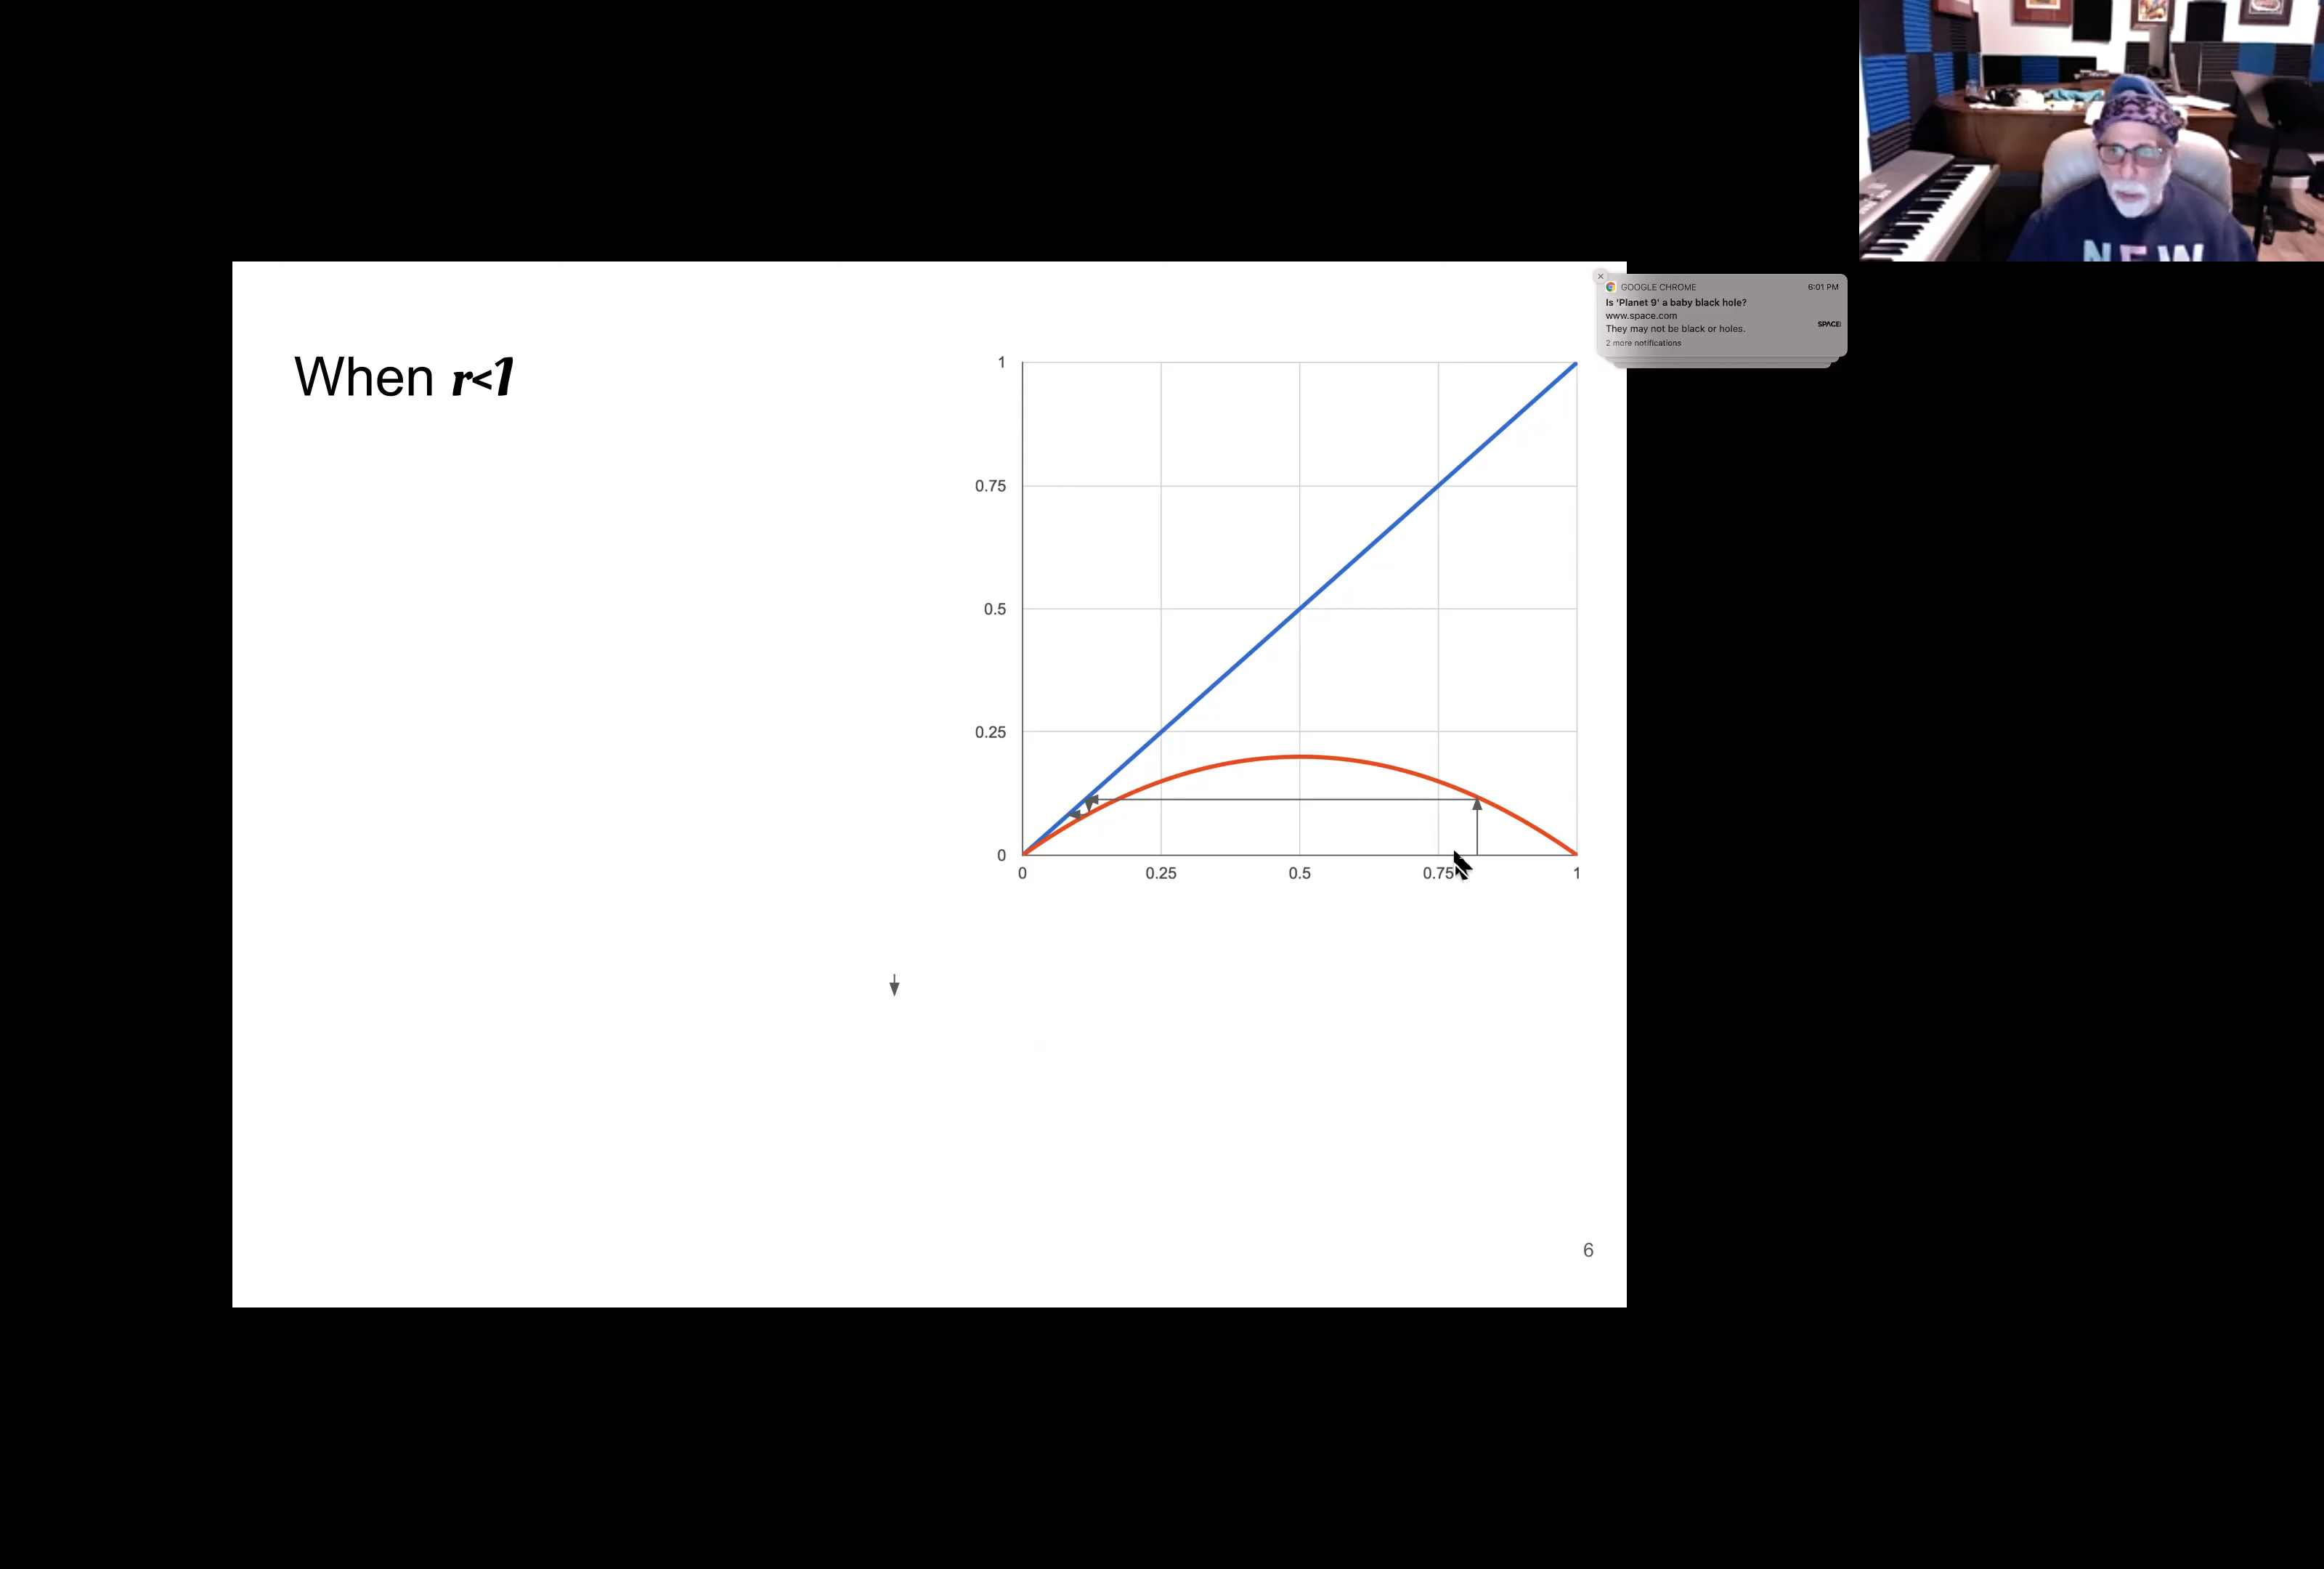 When r<1
1
0.75
0.5
0.25
0
0
0.25
0.5
0.75
1
6
GOOGLE CHROME
6:01 PM
Is 'Planet 9' a baby black hole?
www.space.com
They may not be black or holes.
SPACE
2 more notifications
NEW